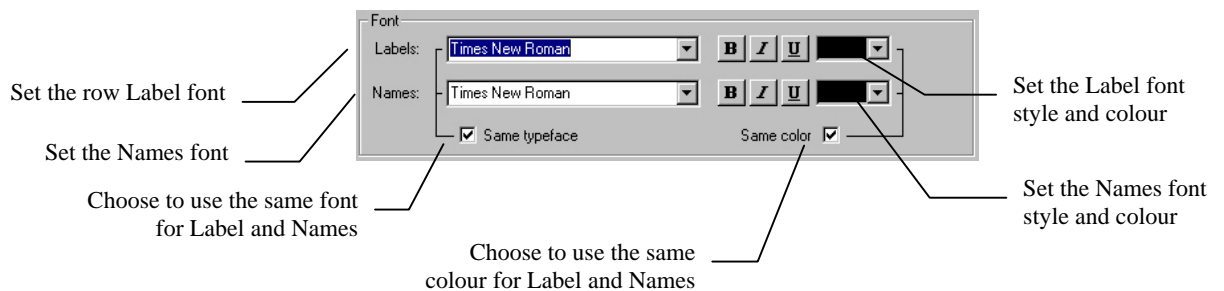 Font
Labels: Times New Roman B I U
Names: Times New Roman B I U
Same typeface Same color
Set the row Label font
Set the Names font
Choose to use the same font
for Label and Names
Choose to use the same
colour for Label and Names
Set the Label font
style and colour
Set the Names font
style and colour